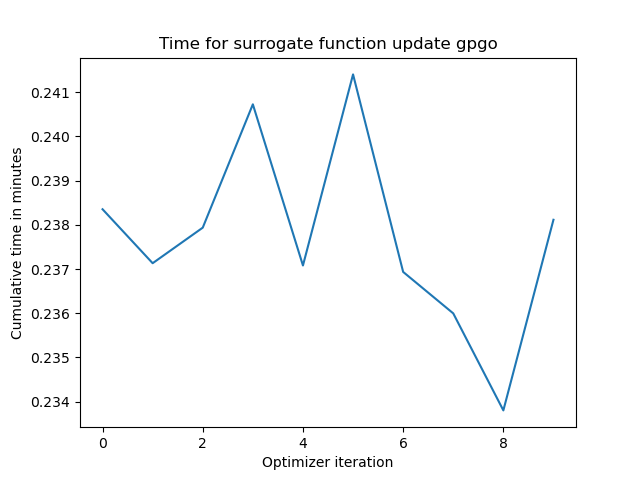 Time for surrogate function update gpgo
Cumulative time in minutes
0.241
0.240
0.239
0.238
0.237
0.236
0.235
0.234
0 2 4 6 8
Optimizer iteration